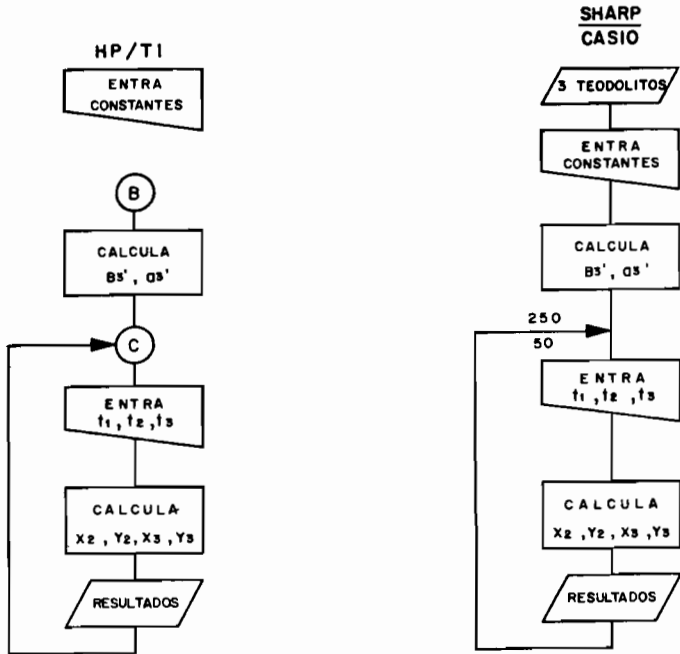 HP/TI
ENTRA
CONSTANTES
B
CALCULA
B3', a3'
C
ENTRA
t1, t2, t3
CALCULA
X2, Y2, X3, Y3
RESULTADOS
SHARP
CASIO
3 TEODOLITOS
ENTRA
CONSTANTES
CALCULA
B3', a3'
250
50
ENTRA
t1, t2, t3
CALCULA
X2, Y2, X3, Y3
RESULTADOS